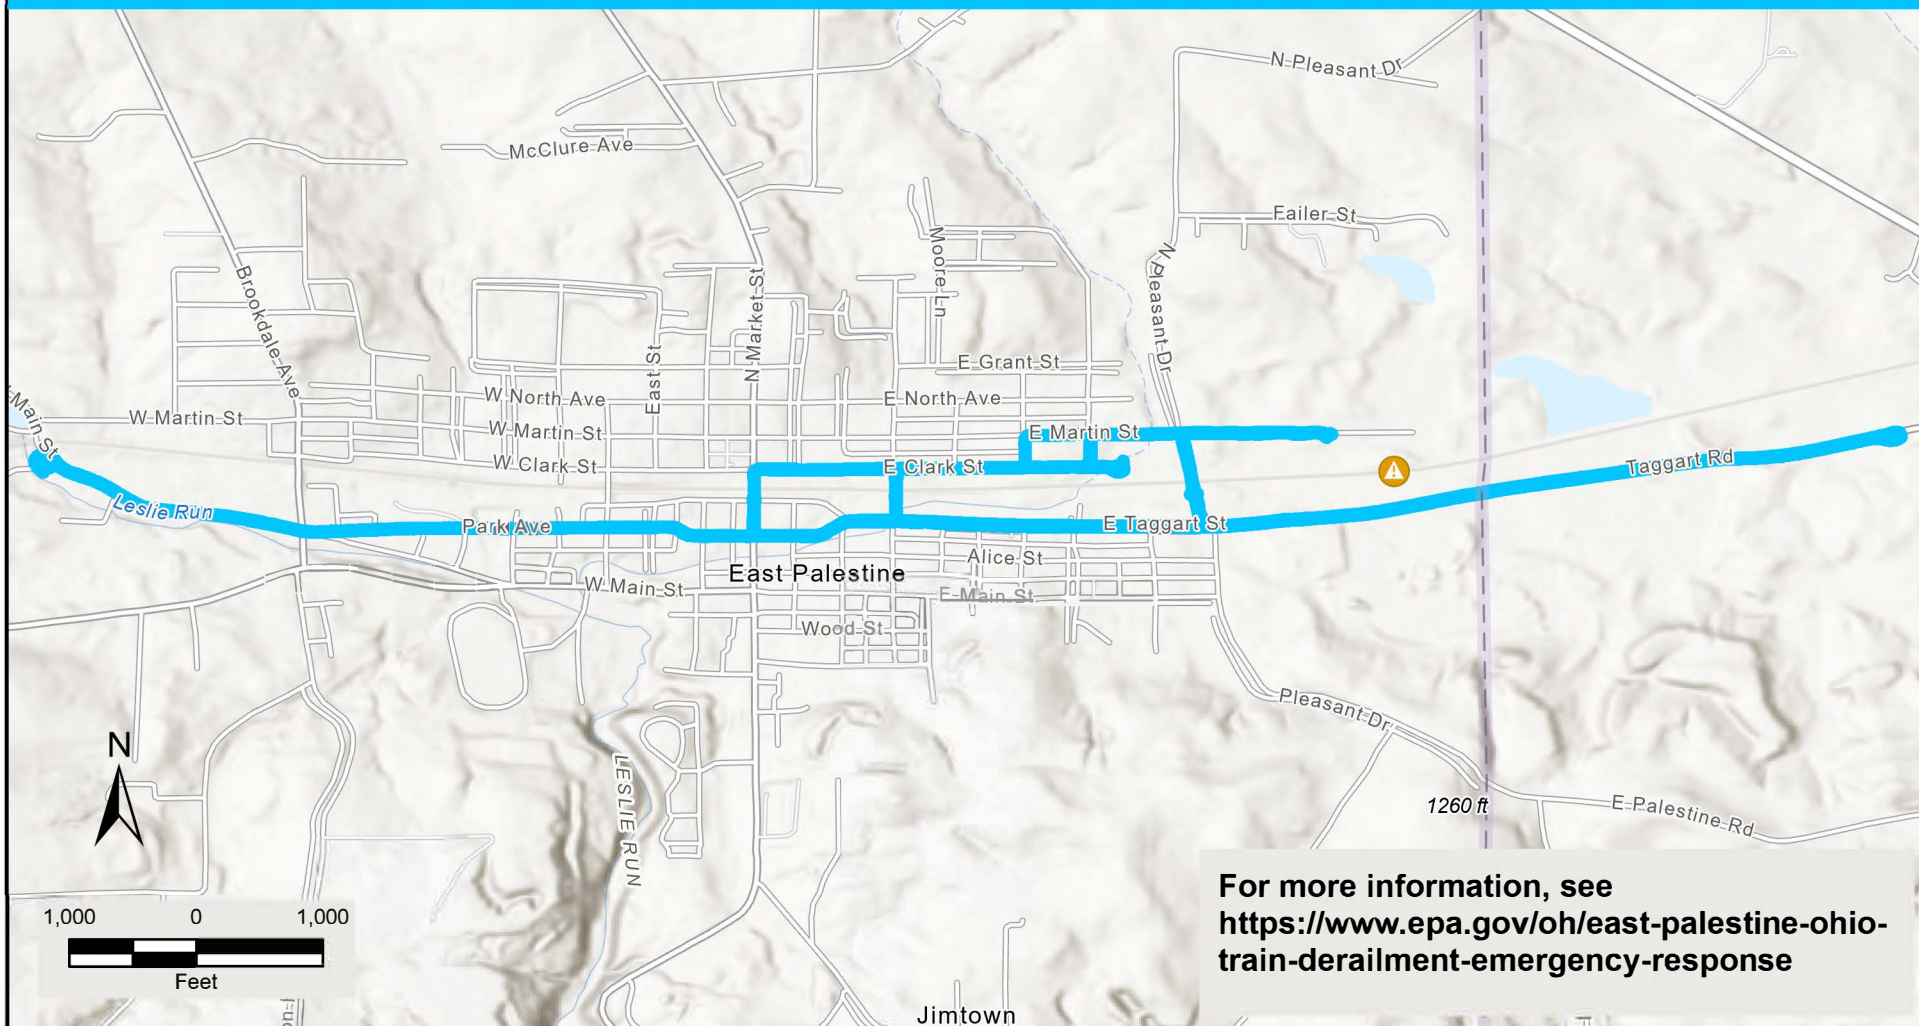 N Pleasant Dr
McClure Ave
Failer St
Moore Ln
N Pleasant Dr
Brookdale Ave
N Market St
East St
E Grant St
W North Ave
E North Ave
Main St
W Martin St
W Martin St
E Martin St
W Clark St
E Clark St
Taggart Rd
Leslie Run
Park Ave
E Taggart St
Alice St
East Palestine
W Main St
E Main St
Wood St
Pleasant Dr
N
LESLIE RUN
1260 ft
E Palestine Rd
1,000 0 1,000
Feet
For more information, see
https://www.epa.gov/oh/east-palestine-ohio-
train-derailment-emergency-response
Jimtown